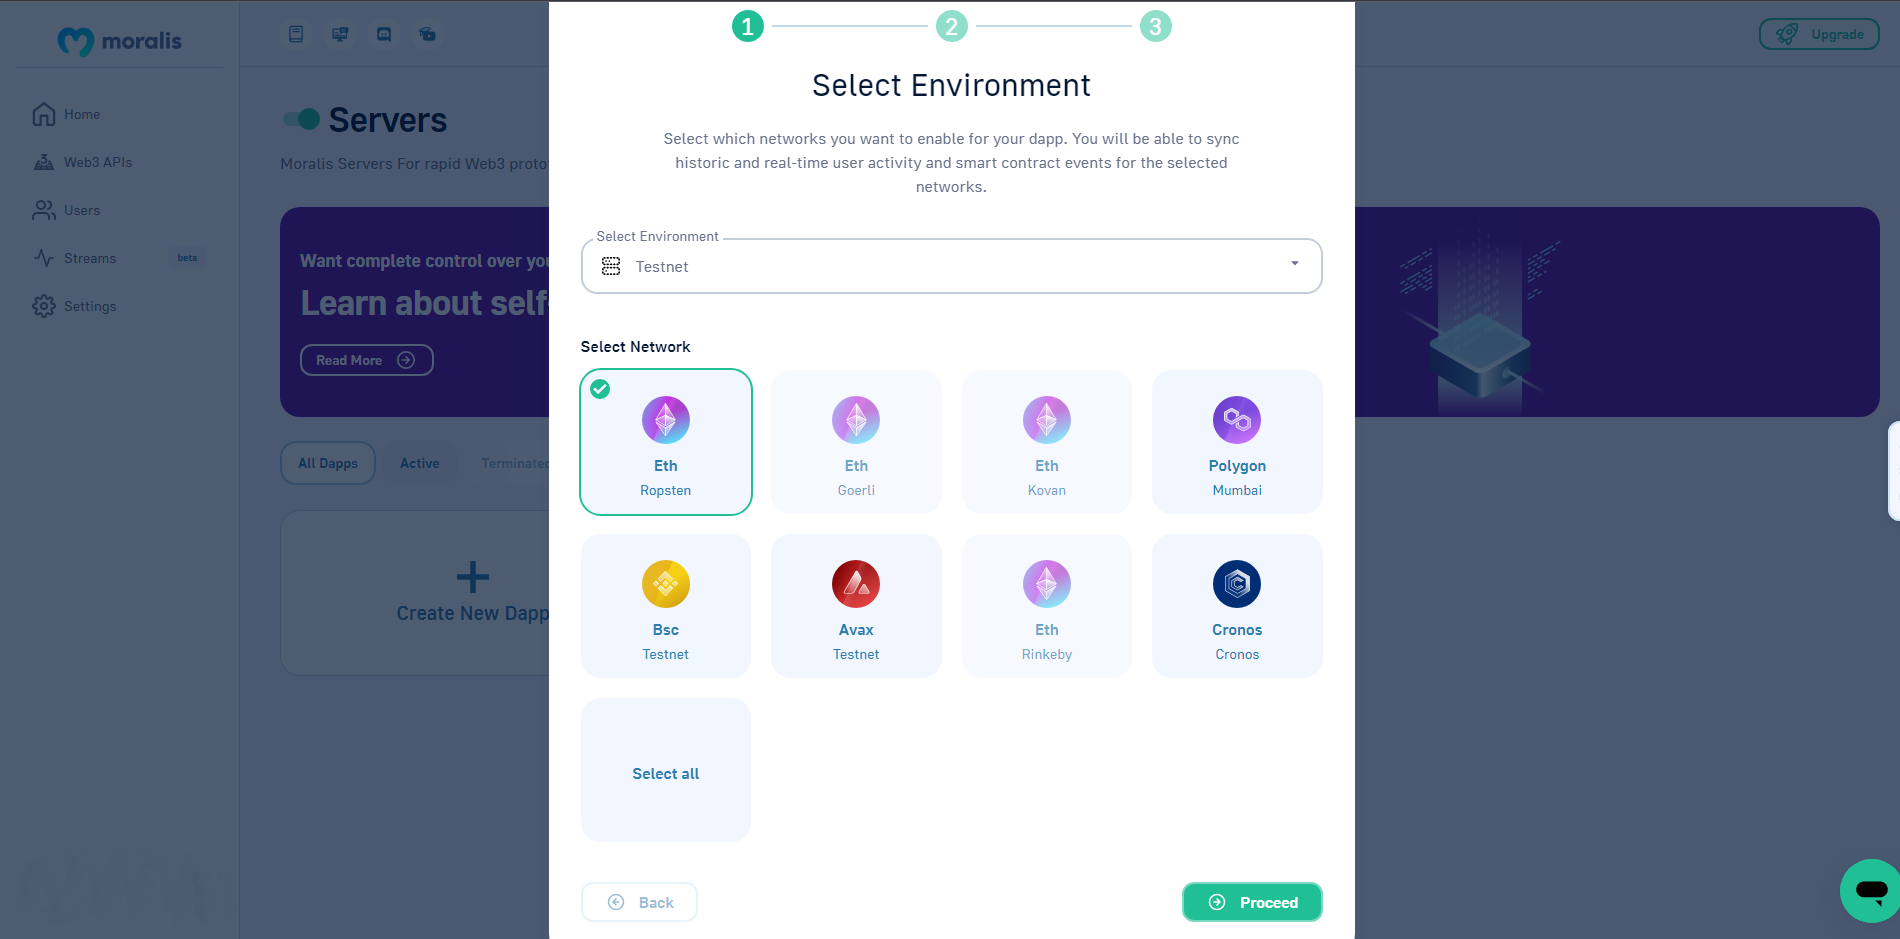 moralis
Home
Web3 APIs
Users
Streams beta
Settings
Upgrade
Servers
Moralis Servers For rapid Web3 proto
Want complete control over you
Learn about self-
Read More
All Dapps Active Terminated
Create New Dapp
1 2 3
Select Environment
Select which networks you want to enable for your dapp. You will be able to sync
historic and real-time user activity and smart contract events for the selected
networks.
Select Environment
Testnet
Select Network
Eth
Ropsten
Eth
Goerli
Eth
Kovan
Polygon
Mumbai
Bsc
Testnet
Avax
Testnet
Eth
Rinkeby
Cronos
Cronos
Select all
Back
Proceed